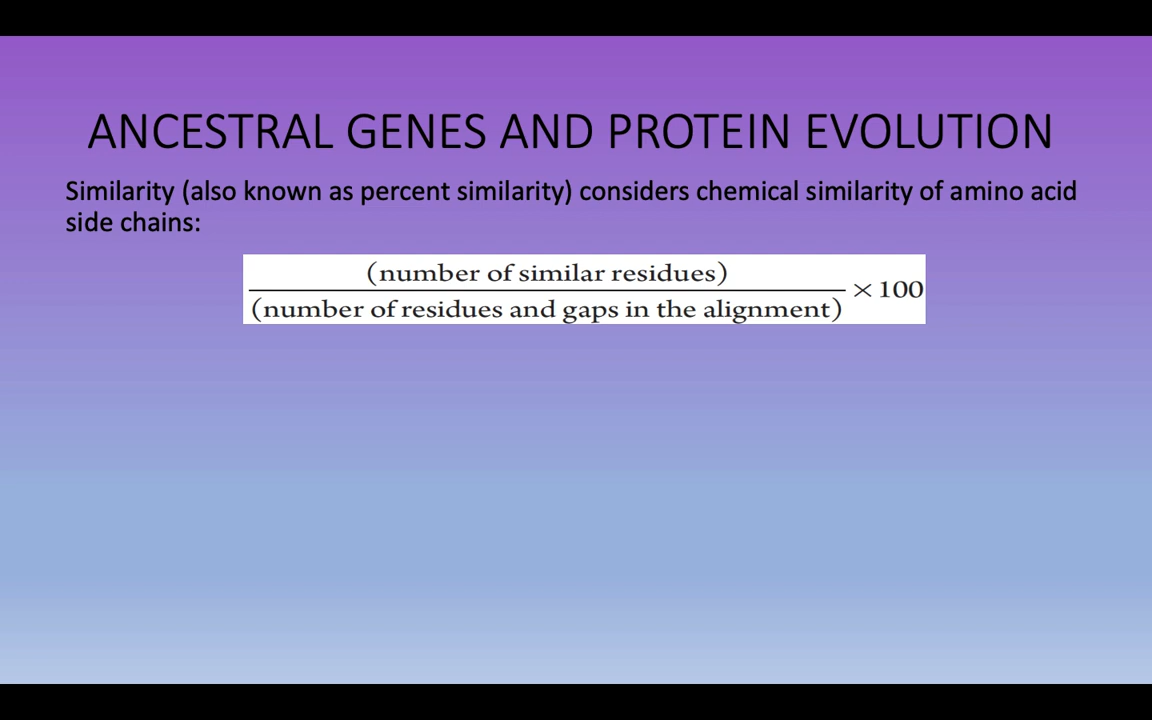 ANCESTRAL GENES AND PROTEIN EVOLUTION
Similarity (also known as percent similarity) considers chemical similarity of amino acid
side chains:
(number of similar residues)
(number of residues and gaps in the alignment)
× 100